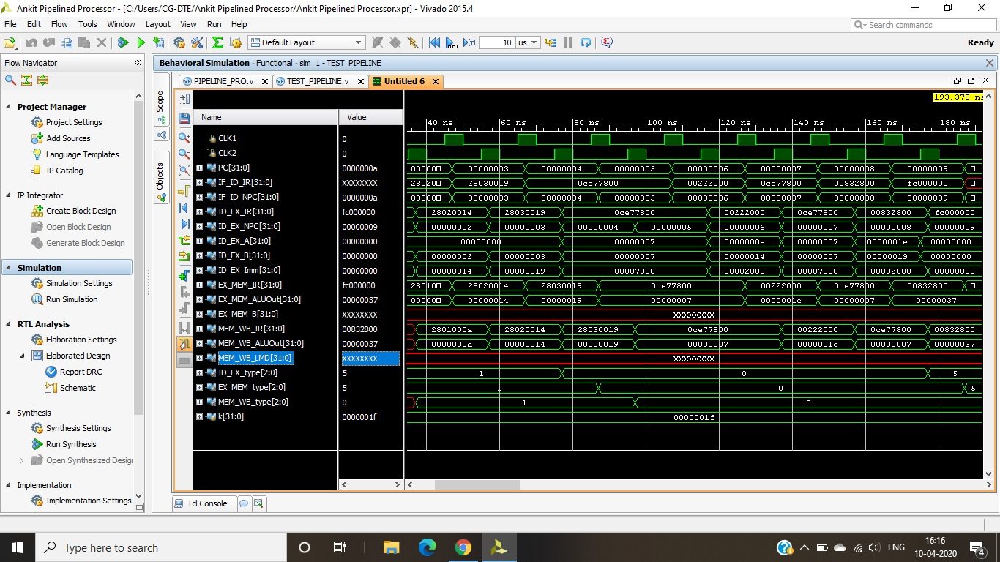 Ankit Pipelined Processor - [C:/Users/CG-DTE/Ankit Pipelined Processor/Ankit Pipelined Processor.xpr] - Vivado 2015.4
File Edit Flow Tools Window Layout View Run Help
Search commands
Default Layout 10 us Ready
Flow Navigator
Project Manager
Project Settings
Add Sources
Language Templates
IP Catalog
IP Integrator
Create Block Design
Open Block Design
Generate Block Design
Simulation
Simulation Settings
Run Simulation
RTL Analysis
Elaboration Settings
Elaborated Design
Report DRC
Schematic
Synthesis
Synthesis Settings
Run Synthesis
Open Synthesized Design
Implementation
Implementation Settings
Behavioral Simulation - Functional - sim_1 - TEST_PIPELINE
Scope
Objects
PIPELINE_PRO.v TEST_PIPELINE.v Untitled 6
193.370 ns
Name Value 40 ns 60 ns 80 ns 100 ns 120 ns 140 ns 160 ns 180 ns
CLK1 0
CLK2 0
PC[31:0] 0000000a 00000 00000003 00000004 00000005 00000006 00000007 00000008 00000009
IF_ID_IR[31:0] XXXXXXXX 28020 28030019 0ce77800 00222000 0ce77800 00832800 fc000000
IF_ID_NPC[31:0] 0000000a 00000 00000003 00000004 00000005 00000006 00000007 00000008 00000009
ID_EX_IR[31:0] fc000000 28020014 28030019 0ce77800 00222000 0ce77800 00832800 fc000000
ID_EX_NPC[31:0] 00000009 00000002 00000003 00000004 00000005 00000006 00000007 00000008 00000009
ID_EX_A[31:0] 00000000 00000000 00000007 0000000a 00000007 0000001e 00000000
ID_EX_B[31:0] 00000000 00000002 00000003 00000007 00000014 00000007 00000019 00000000
ID_EX_Imm[31:0] 00000000 00000014 00000019 00007800 00002000 00007800 00002800 00000000
EX_MEM_IR[31:0] fc000000 28010 28020014 28030019 0ce77800 00222000 0ce77800 00832800
EX_MEM_ALUOut[31:0] 00000037 00000 00000014 00000019 00000007 0000001e 00000007 00000037
EX_MEM_B[31:0] XXXXXXXX XXXXXXXX
MEM_WB_IR[31:0] 00832800 2801000a 28020014 28030019 0ce77800 00222000 0ce77800 00832800
MEM_WB_ALUOut[31:0] 00000037 0000000a 00000014 00000019 00000007 0000001e 00000007 00000037
MEM_WB_LMD[31:0] XXXXXXXX XXXXXXXX
ID_EX_type[2:0] 5 1 0 5
EX_MEM_type[2:0] 5 1 0 5
MEM_WB_type[2:0] 0 1 0
k[31:0] 0000001f 0000001f
Tcl Console
Type here to search
ENG
16:16
10-04-2020
4